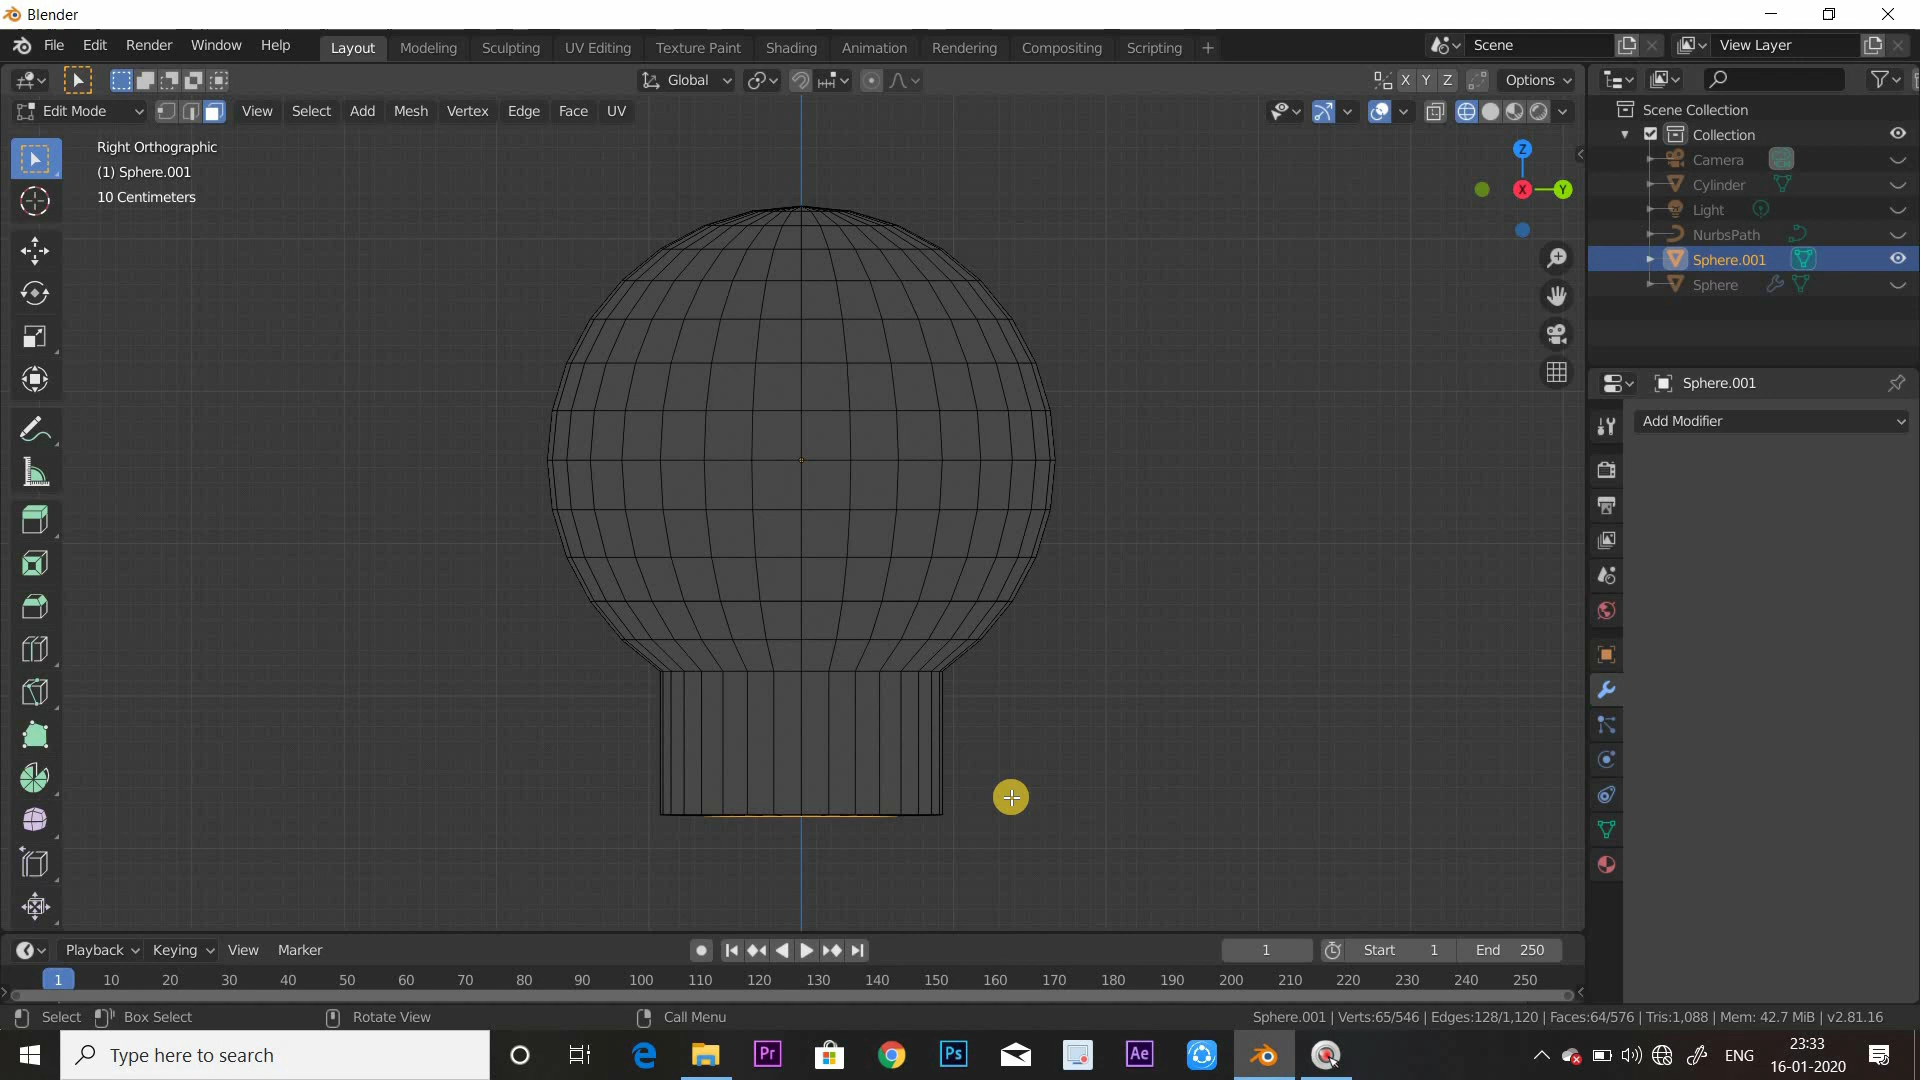 Blender
File Edit Render Window Help Layout Modeling Sculpting UV Editing Texture Paint Shading Animation Rendering Compositing Scripting + Scene View Layer
Global X Y Z Options
Edit Mode View Select Add Mesh Vertex Edge Face UV
Right Orthographic
(1) Sphere.001
10 Centimeters
Z
X Y
Scene Collection
Collection
Camera
Cylinder
Light
NurbsPath
Sphere.001
Sphere
Sphere.001
Add Modifier
Playback Keying View Marker 1 Start 1 End 250
1 10 20 30 40 50 60 70 80 90 100 110 120 130 140 150 160 170 180 190 200 210 220 230 240 250
Select Box Select Rotate View Call Menu Sphere.001 | Verts:65/546 | Edges:128/1,120 | Faces:64/576 | Tris:1,088 | Mem: 42.7 MiB | v2.81.16
Type here to search Pr Ps Ae ENG 23:33
16-01-2020